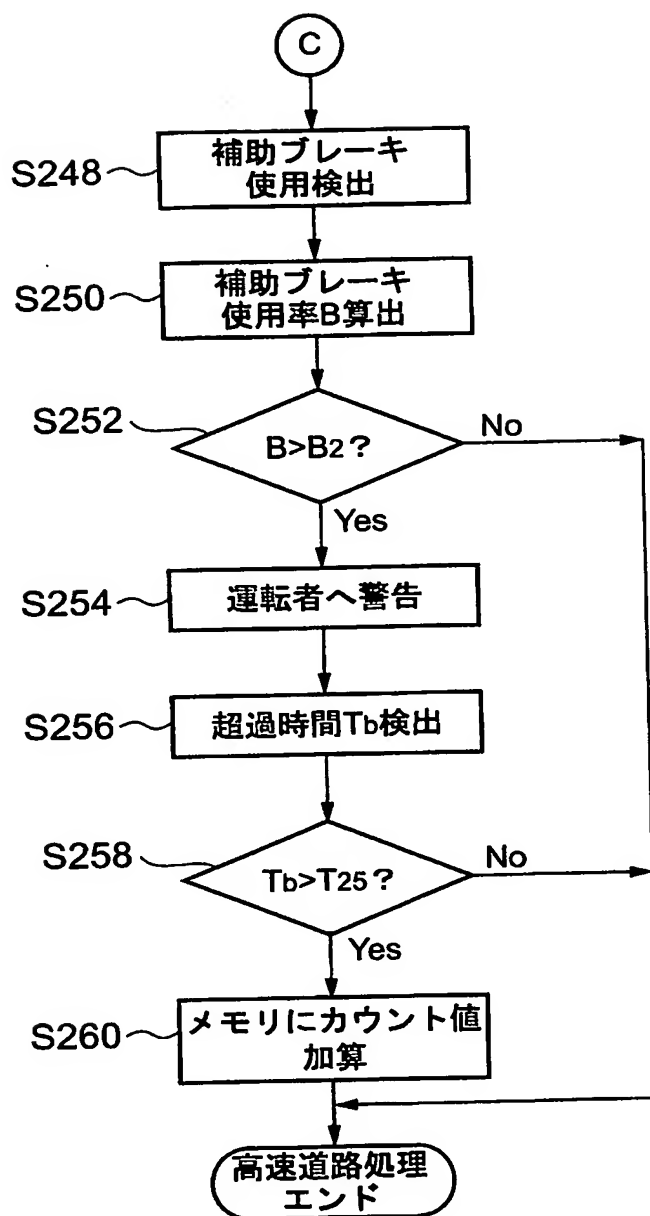 C
S248
補助ブレーキ
使用検出
S250
補助ブレーキ
使用率B算出
S252
B>B2?
No
Yes
S254
運転者へ警告
S256
超過時間Tb検出
S258
Tb>T25?
No
Yes
S260
メモリにカウント値
加算
高速道路処理
エンド